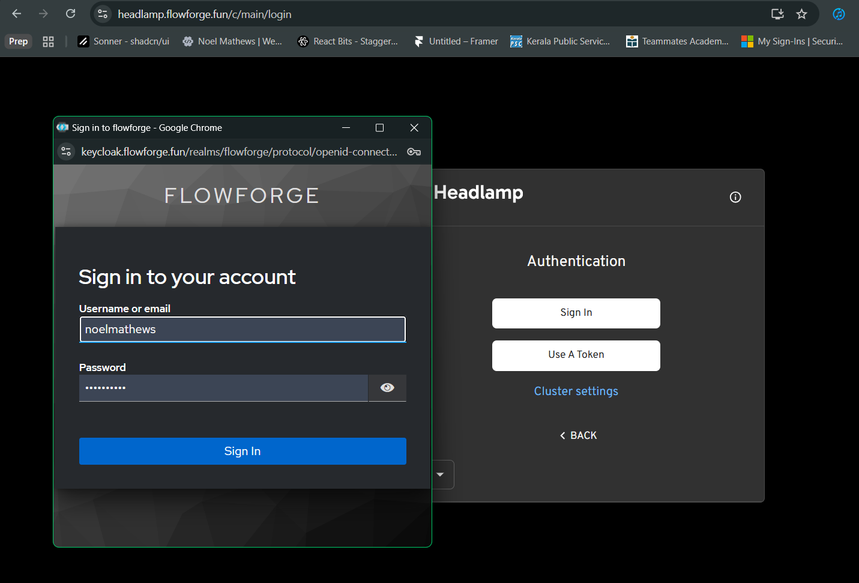 headlamp.flowforge.fun/c/main/login
Prep
Sonner - shadcn/ui
Noel Mathews | We...
React Bits - Stagger...
Untitled – Framer
Kerala Public Servic...
Teammates Academ...
My Sign-Ins | Securi...
Sign in to flowforge - Google Chrome
keycloak.flowforge.fun/realms/flowforge/protocol/openid-connect...
FLOWFORGE
Sign in to your account
Username or email
noelmathews
Password
••••••••••
Sign In
Headlamp
Authentication
Sign In
Use A Token
Cluster settings
BACK